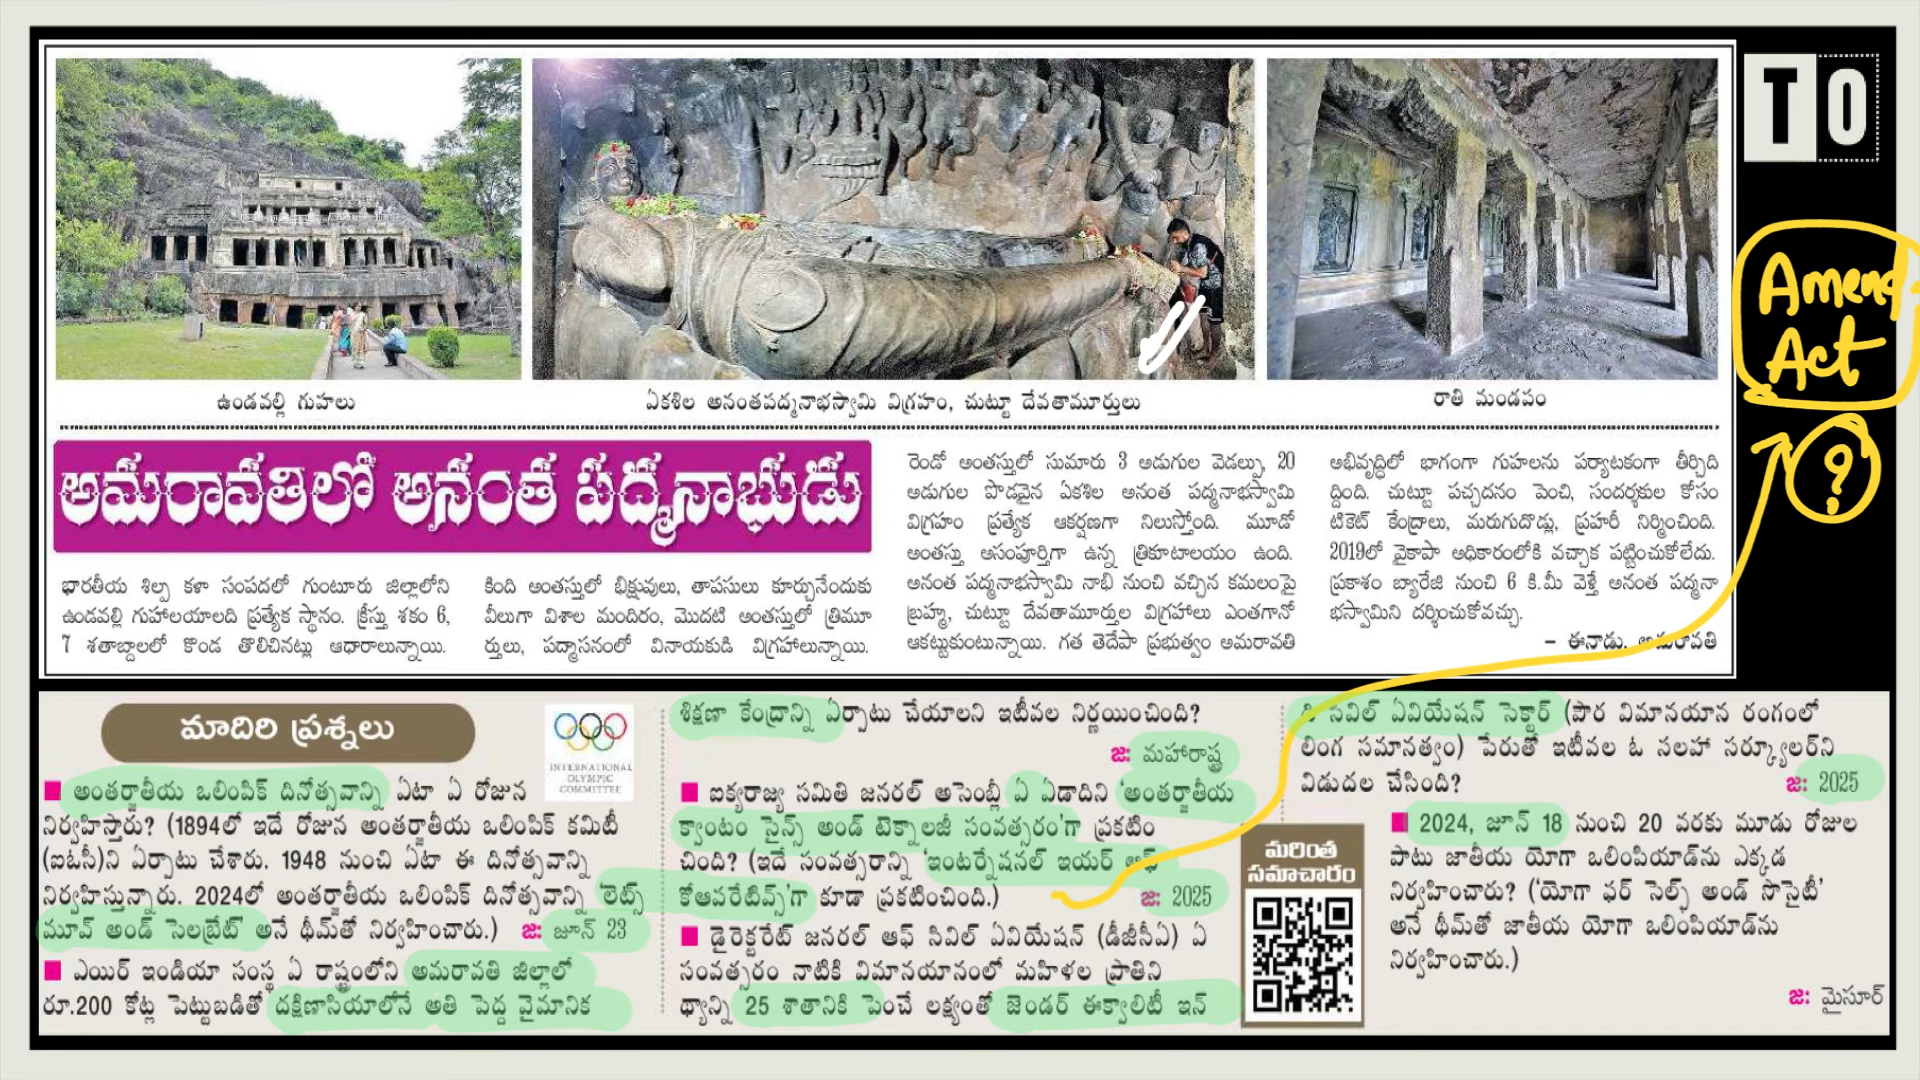 TO
Amend
Act
?
ఉండవల్లి గుహలు
ఏకశిల అనంతపద్మనాభస్వామి విగ్రహం, చుట్టూ దేవతామూర్తులు
రాతి మండపం
అమరావతిలో అనంత పద్మనాభుడు
భారతీయ శిల్ప కళా సంపదలో గుంటూరు జిల్లాలోని
ఉండవల్లి గుహాలయాలది ప్రత్యేక స్థానం. క్రీస్తు శకం 6,
7 శతాబ్దాలలో కొండ తొలిచినట్లు ఆధారాలున్నాయి.
కింది అంతస్తులో భిక్షువులు, తాపసులు కూర్చునేందుకు
వీలుగా విశాల మందిరం, మొదటి అంతస్తులో త్రిమూ
ర్తులు, పద్మాసనంలో వినాయకుడి విగ్రహాలున్నాయి.
రెండో అంతస్తులో సుమారు 3 అడుగుల వెడల్పు, 20
అడుగుల పొడవైన ఏకశిల అనంత పద్మనాభస్వామి
విగ్రహం ప్రత్యేక ఆకర్షణగా నిలుస్తోంది. మూడో
అంతస్తు అసంపూర్తిగా ఉన్న త్రికూటాలయం ఉంది.
అనంత పద్మనాభస్వామి నాభి నుంచి వచ్చిన కమలంపై
బ్రహ్మ, చుట్టూ దేవతామూర్తుల విగ్రహాలు ఎంతగానో
ఆకట్టుకుంటున్నాయి. గత తెదేపా ప్రభుత్వం అమరావతి
అభివృద్ధిలో భాగంగా గుహలను పర్యాటకంగా తీర్చిది
ద్దింది. చుట్టూ పచ్చదనం పెంచి, సందర్శకుల కోసం
టికెట్ కేంద్రాలు, మరుగుదొడ్లు, ప్రహరీ నిర్మించింది.
2019లో వైకాపా అధికారంలోకి వచ్చాక పట్టించుకోలేదు.
ప్రకాశం బ్యారేజి నుంచి 6 కి.మీ వెళ్తే అనంత పద్మనా
భస్వామిని దర్శించుకోవచ్చు.
– ఈనాడు, అమరావతి
మాదిరి ప్రశ్నలు
INTERNATIONAL
OLYMPIC
COMMITTEE
అంతర్జాతీయ ఒలింపిక్ దినోత్సవాన్ని ఏటా ఏ రోజున
నిర్వహిస్తారు? (1894లో ఇదే రోజున అంతర్జాతీయ ఒలింపిక్ కమిటీ
(ఐఓసీ)ని ఏర్పాటు చేశారు. 1948 నుంచి ఏటా ఈ దినోత్సవాన్ని
నిర్వహిస్తున్నారు. 2024లో అంతర్జాతీయ ఒలింపిక్ దినోత్సవాన్ని 'లెట్స్
మూవ్ అండ్ సెలబ్రేట్' అనే థీమ్‌తో నిర్వహించారు.) జ: జూన్ 23
ఎయిర్ ఇండియా సంస్థ ఏ రాష్ట్రంలోని అమరావతి జిల్లాలో
రూ.200 కోట్ల పెట్టుబడితో దక్షిణాసియాలోనే అతి పెద్ద వైమానిక
శిక్షణా కేంద్రాన్ని ఏర్పాటు చేయాలని ఇటీవల నిర్ణయించింది?
జ: మహారాష్ట్ర
ఐక్యరాజ్య సమితి జనరల్ అసెంబ్లీ ఏ ఏడాదిని 'అంతర్జాతీయ
క్వాంటం సైన్స్ అండ్ టెక్నాలజీ సంవత్సరం'గా ప్రకటిం
చింది? (ఇదే సంవత్సరాన్ని 'ఇంటర్నేషనల్ ఇయర్ ఆఫ్
కోఆపరేటివ్స్'గా కూడా ప్రకటించింది.) జ: 2025
డైరెక్టరేట్ జనరల్ ఆఫ్ సివిల్ ఏవియేషన్ (డీజీసీఏ) ఏ
సంవత్సరం నాటికి విమానయానంలో మహిళల ప్రాతిని
థ్యాన్ని 25 శాతానికి పెంచే లక్ష్యంతో జెండర్ ఈక్వాలిటీ ఇన్
ది సివిల్ ఏవియేషన్ సెక్టార్ (పౌర విమానయాన రంగంలో
లింగ సమానత్వం) పేరుతో ఇటీవల ఓ సలహా సర్క్యూలర్‌ని
విడుదల చేసింది? జ: 2025
మరింత
సమాచారం
2024, జూన్ 18 నుంచి 20 వరకు మూడు రోజుల
పాటు జాతీయ యోగా ఒలింపియాడ్‌ను ఎక్కడ
నిర్వహించారు? ('యోగా ఫర్ సెల్ఫ్ అండ్ సొసైటీ'
అనే థీమ్‌తో జాతీయ యోగా ఒలింపియాడ్‌ను
నిర్వహించారు.)
జ: మైసూర్